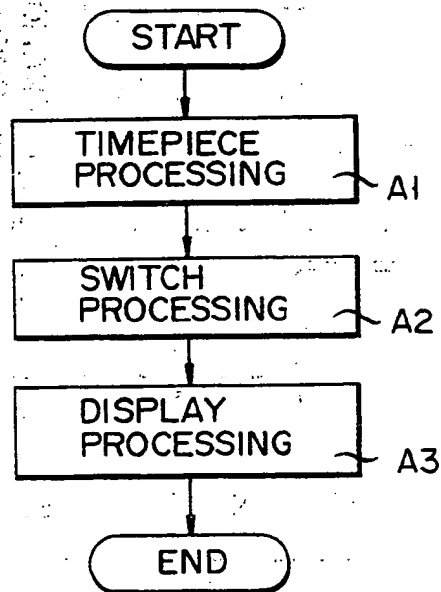 START
TIMEPIECE
PROCESSING
A1
SWITCH
PROCESSING
A2
DISPLAY
PROCESSING
A3
END